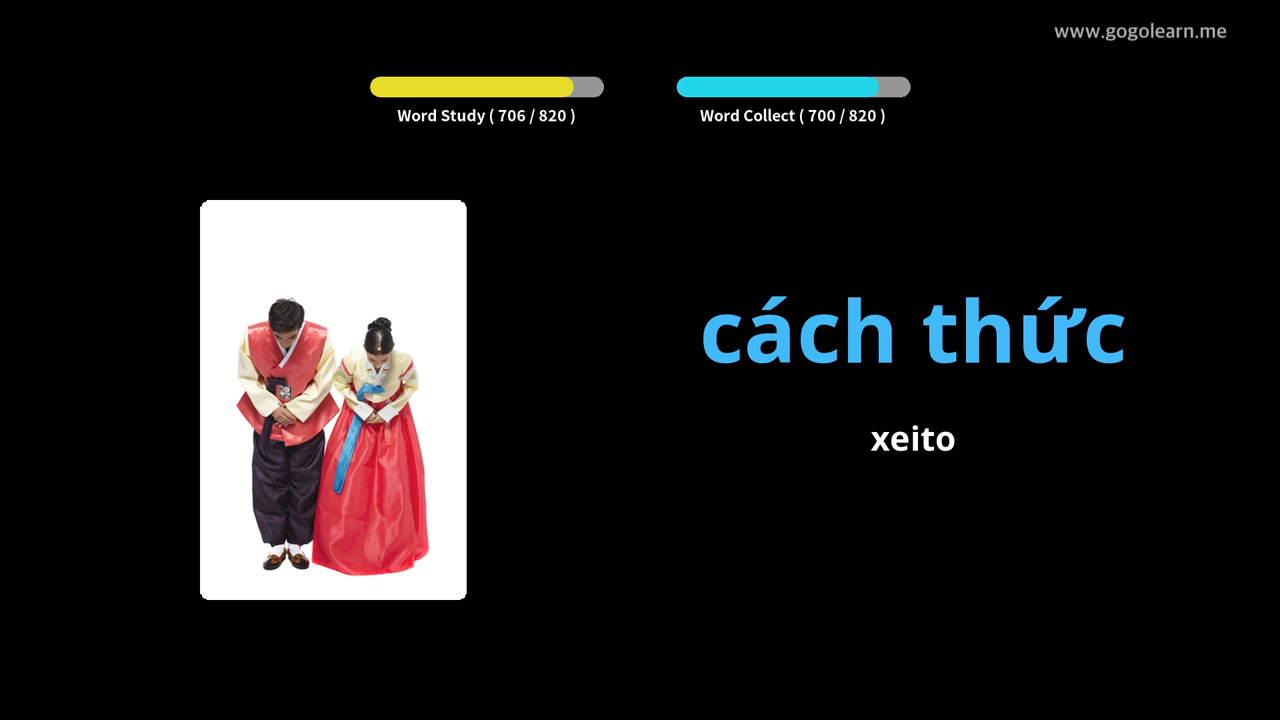 www.gogolearn.me
Word Study ( 706 / 820 )
Word Collect ( 700 / 820 )
cách thức
xeito